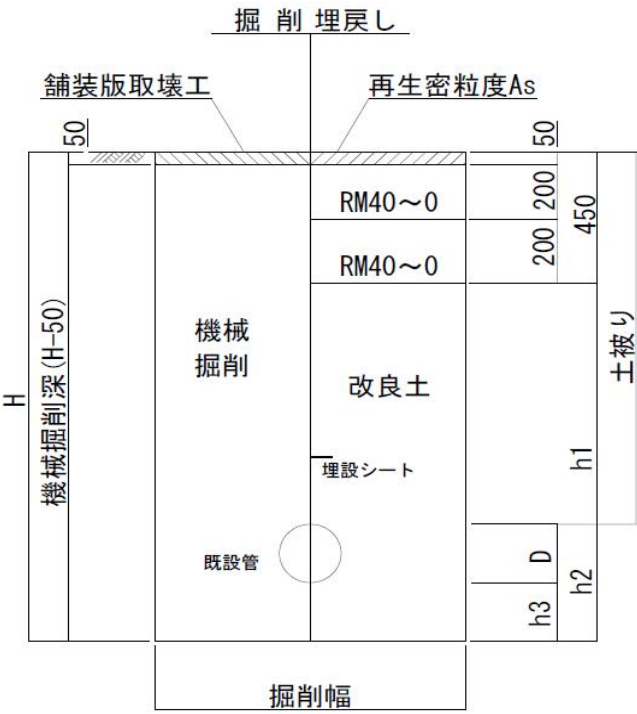 掘 削 埋戻し
舗装版取壊工
再生密粒度As
50
50
RM40～0
200
450
RM40～0
200
機械
掘削
改良土
土被り
機械掘削深(H-50)
H
埋設シート
h1
既設管
D
h2
h3
掘削幅